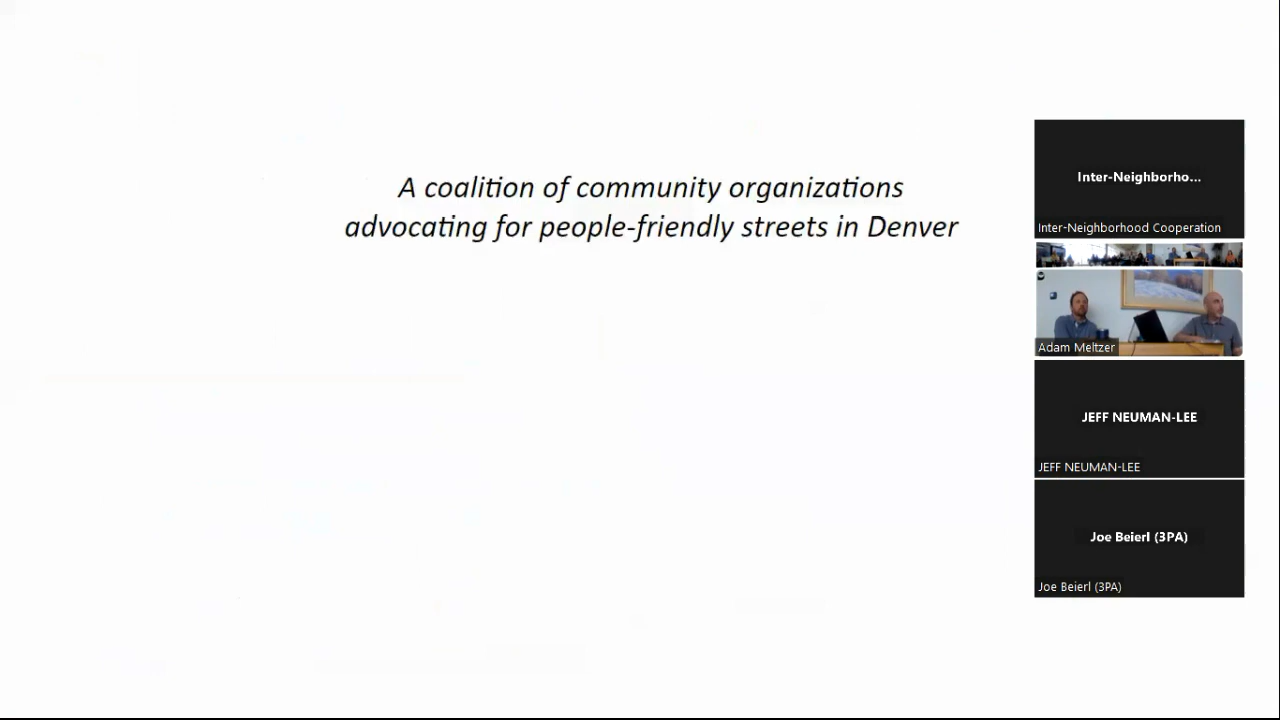 A coalition of community organizations
advocating for people-friendly streets in Denver
Inter-Neighborho...
Inter-Neighborhood Cooperation
Adam Meltzer
JEFF NEUMAN-LEE
JEFF NEUMAN-LEE
Joe Beierl (3PA)
Joe Beierl (3PA)